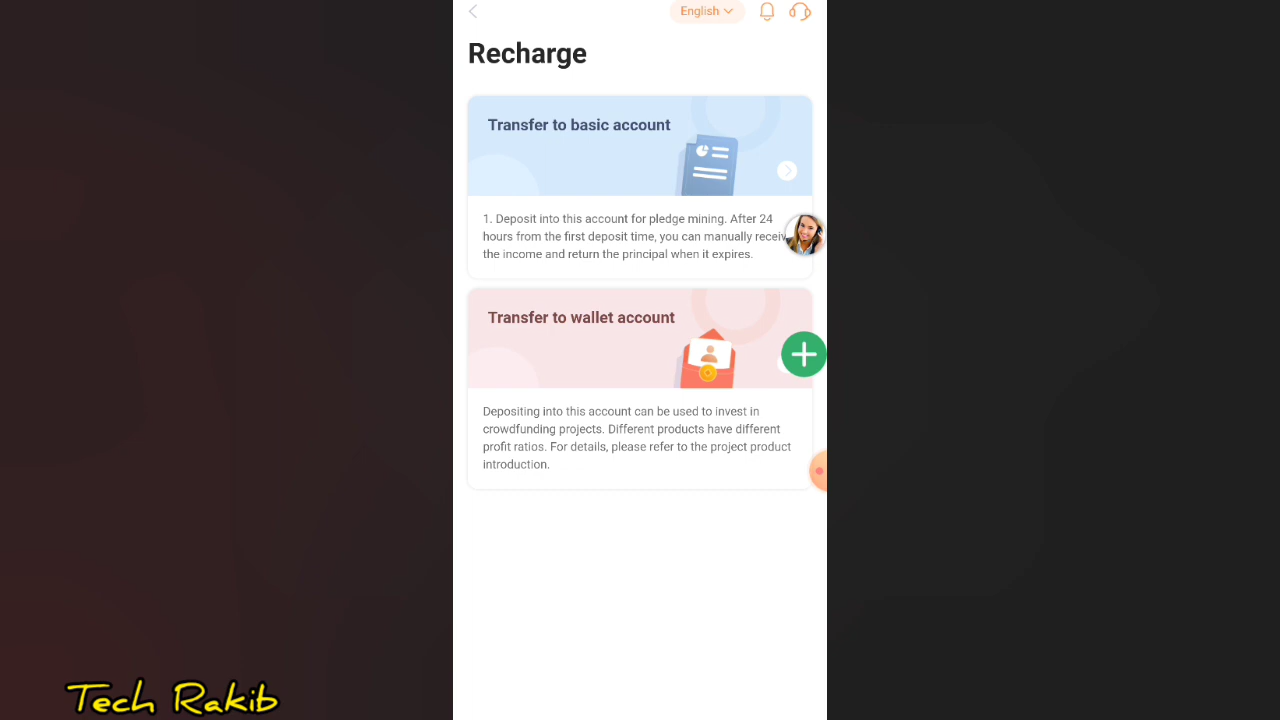 English
Recharge
Transfer to basic account
1. Deposit into this account for pledge mining. After 24
hours from the first deposit time, you can manually receiv
the income and return the principal when it expires.
Transfer to wallet account
Depositing into this account can be used to invest in
crowdfunding projects. Different products have different
profit ratios. For details, please refer to the project product
introduction.
Tech Rakib